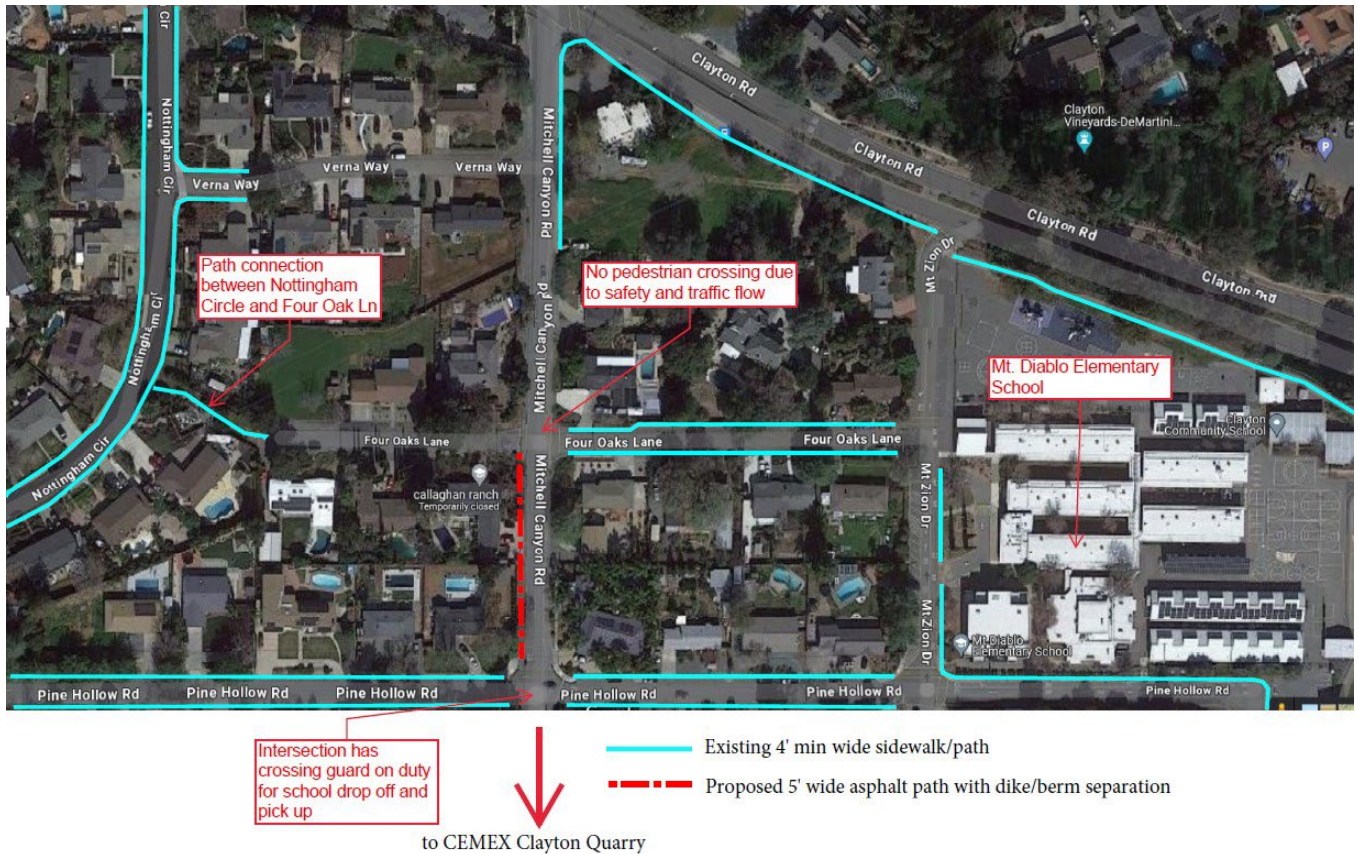 Cir
Nottingham Cir
Verna Way
Verna Way
Verna Way
Mitchell Canyon Rd
Clayton Rd
Clayton Rd
Clayton
Vineyards-DeMartini...
P
Clayton Rd
Clayton Rd
Path connection
between Nottingham
Circle and Four Oak Ln
No pedestrian crossing due
to safety and traffic flow
Mt Zion Dr
Nottingham Cir
Mitchell Canyon Rd
Mt. Diablo Elementary
School
Clayton
Community School
Nottingham Cir
Four Oaks Lane
Four Oaks Lane
Four Oaks Lane
callaghan ranch
Temporarily closed
Mitchell Canyon Rd
Mt Zion Dr
Mt Zion Dr
Mt Diablo
Elementary School
Pine Hollow Rd
Pine Hollow Rd
Pine Hollow Rd
Pine Hollow Rd
Pine Hollow Rd
Pine Hollow Rd
Intersection has
crossing guard on duty
for school drop off and
pick up
Existing 4' min wide sidewalk/path
Proposed 5' wide asphalt path with dike/berm separation
to CEMEX Clayton Quarry